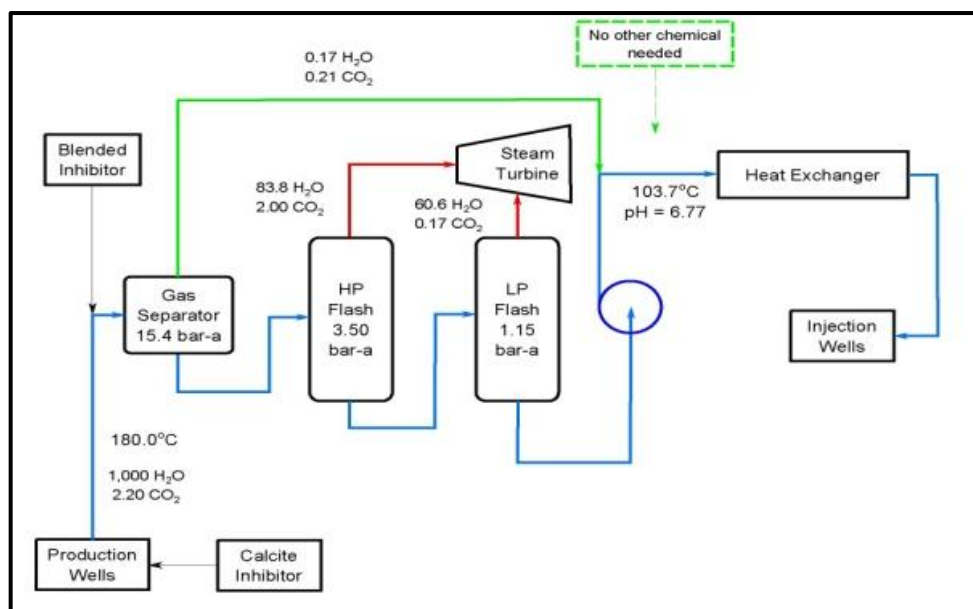 No other chemical
needed
0.17 H₂O
0.21 CO₂
Blended
Inhibitor
Steam
Turbine
Heat Exchanger
83.8 H₂O
2.00 CO₂
60.6 H₂O
0.17 CO₂
103.7°C
pH = 6.77
Gas
Separator
15.4 bar-a
HP
Flash
3.50
bar-a
LP
Flash
1.15
bar-a
Injection
Wells
180.0°C
1,000 H₂O
2.20 CO₂
Production
Wells
Calcite
Inhibitor